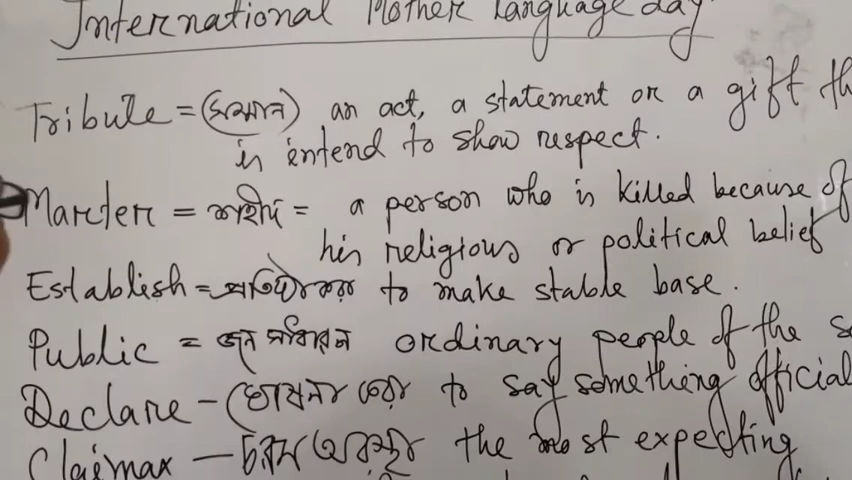 International Mother Language day
Tribute = (সম্মান) an act, a statement or a gift th
is intend to show respect.
Marcter = শহীদ = a person who is killed because of
his religious or political belief
Establish = প্রতিষ্ঠা করা to make stable base.
Public = জন সাধারন ordinary people of the s
Declare - (ঘোষনা করা to say something official
Claimax — চরম অবস্থা the most expecting